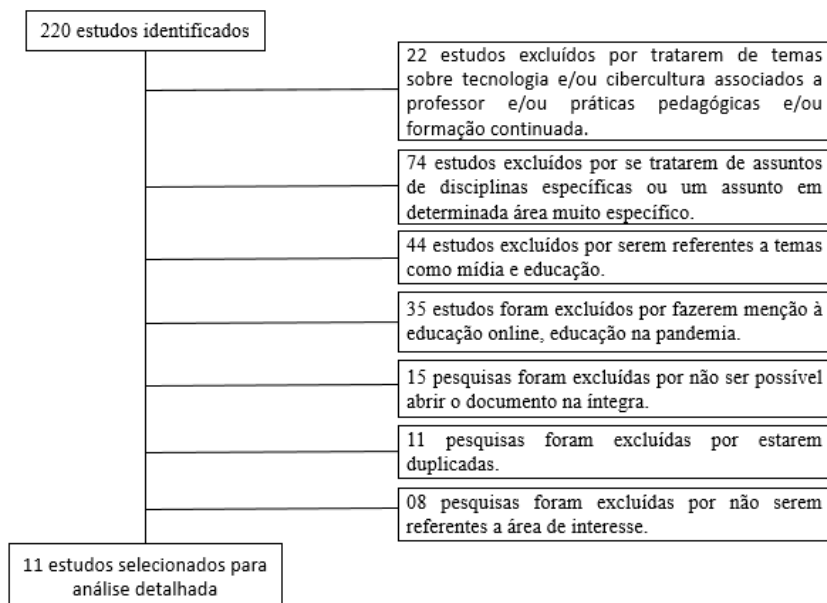 220 estudos identificados
22 estudos excluídos por tratarem de temas
sobre tecnologia e/ou cibercultura associados a
professor e/ou práticas pedagógicas e/ou
formação continuada.
74 estudos excluídos por se tratarem de assuntos
de disciplinas específicas ou um assunto em
determinada área muito específico.
44 estudos excluídos por serem referentes a temas
como mídia e educação.
35 estudos foram excluídos por fazerem menção à
educação online, educação na pandemia.
15 pesquisas foram excluídas por não ser possível
abrir o documento na íntegra.
11 pesquisas foram excluídas por estarem
duplicadas.
08 pesquisas foram excluídas por não serem
referentes a área de interesse.
11 estudos selecionados para
análise detalhada